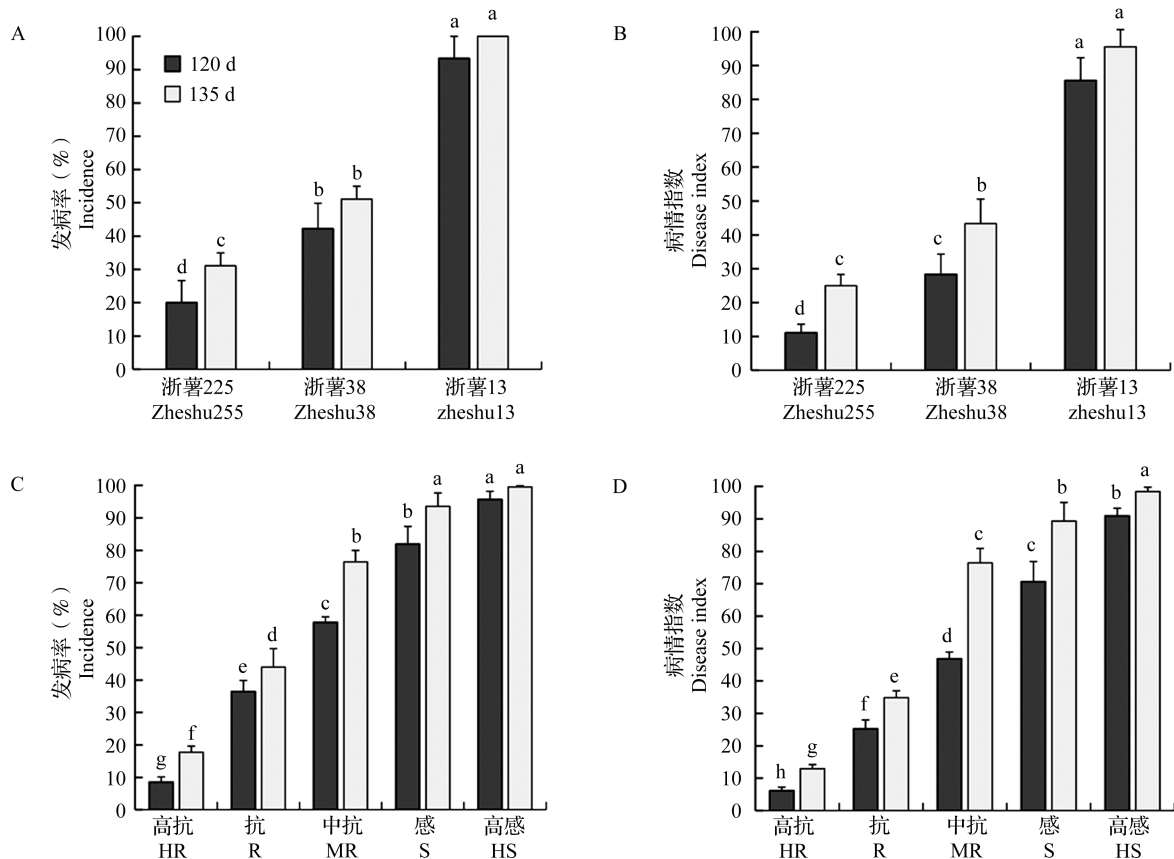 A
发病率(%)
Incidence
100
90
80
70
60
50
40
30
20
10
0
120 d
135 d
d
c
b
b
a
a
浙薯225
Zheshu255
浙薯38
Zheshu38
浙薯13
zheshu13
B
病情指数
Disease index
100
90
80
70
60
50
40
30
20
10
0
d
c
c
b
a
a
浙薯225
Zheshu255
浙薯38
Zheshu38
浙薯13
zheshu13
C
发病率(%)
Incidence
100
90
80
70
60
50
40
30
20
10
0
g
f
e
d
c
b
b
a
a
a
高抗
HR
抗
R
中抗
MR
感
S
高感
HS
D
病情指数
Disease index
100
90
80
70
60
50
40
30
20
10
0
h
g
f
e
d
c
c
b
b
a
高抗
HR
抗
R
中抗
MR
感
S
高感
HS